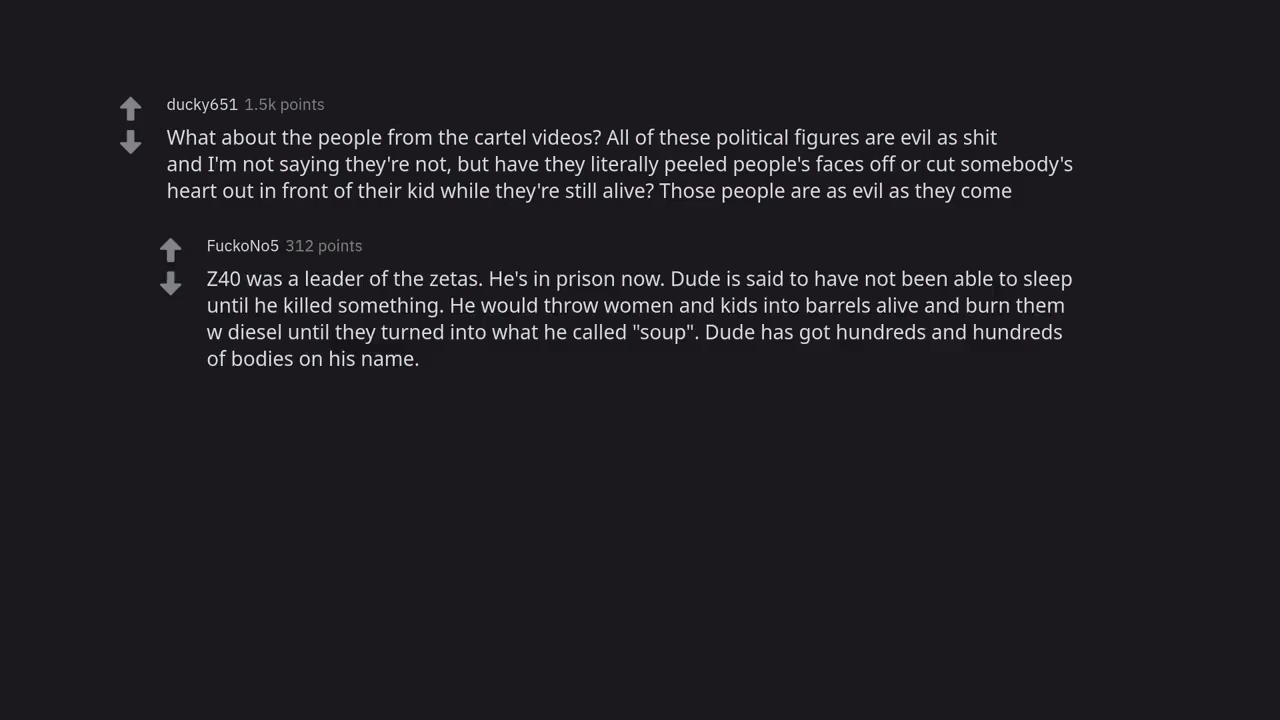 ducky651 1.5k points
What about the people from the cartel videos? All of these political figures are evil as shit
and I'm not saying they're not, but have they literally peeled people's faces off or cut somebody's
heart out in front of their kid while they're still alive? Those people are as evil as they come
FuckoNo5 312 points
Z40 was a leader of the zetas. He's in prison now. Dude is said to have not been able to sleep
until he killed something. He would throw women and kids into barrels alive and burn them
w diesel until they turned into what he called "soup". Dude has got hundreds and hundreds
of bodies on his name.